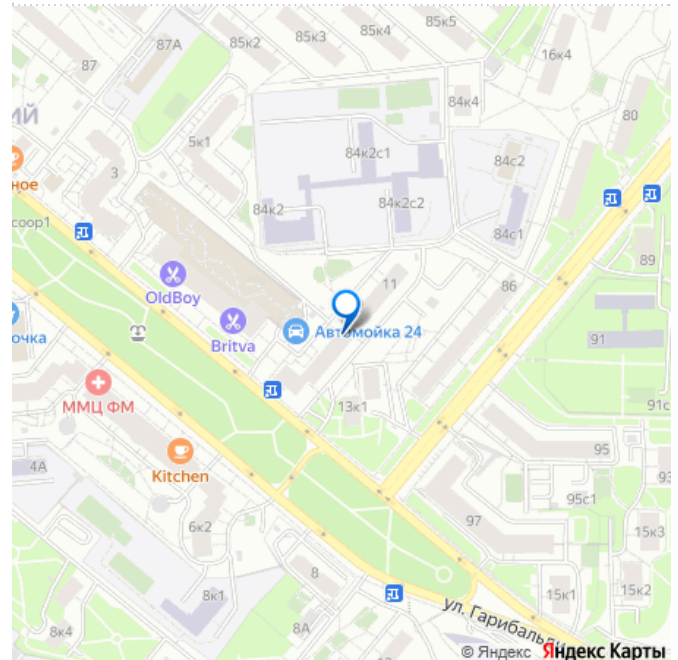 85к2
85к3
85к4
85к5
87А
87
16к4
ИЙ
84к4
80
5к1
84к2с1
3
84с2
ное
84к2
84к2с2
coop1
84с1
89
OldBoy
11
86
Автомойка 24
91
очка
Britva
ММЦ ФМ
13к1
91с
4А
Kitchen
95
93
95с1
6к2
97
15к3
8
8к1
15к1
15к2
8А
8к4
ул. Гарибальди
© Яндекс Яндекс Карты